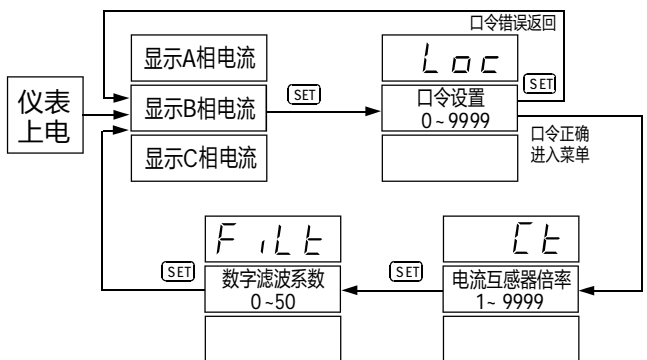 口令错误返回
显示A相电流
Loc
仪表
上电
显示B相电流
SET
口令设置
0~9999
SET
口令正确
进入菜单
显示C相电流
FiLt
Ct
SET
数字滤波系数
0~50
SET
电流互感器倍率
1~9999